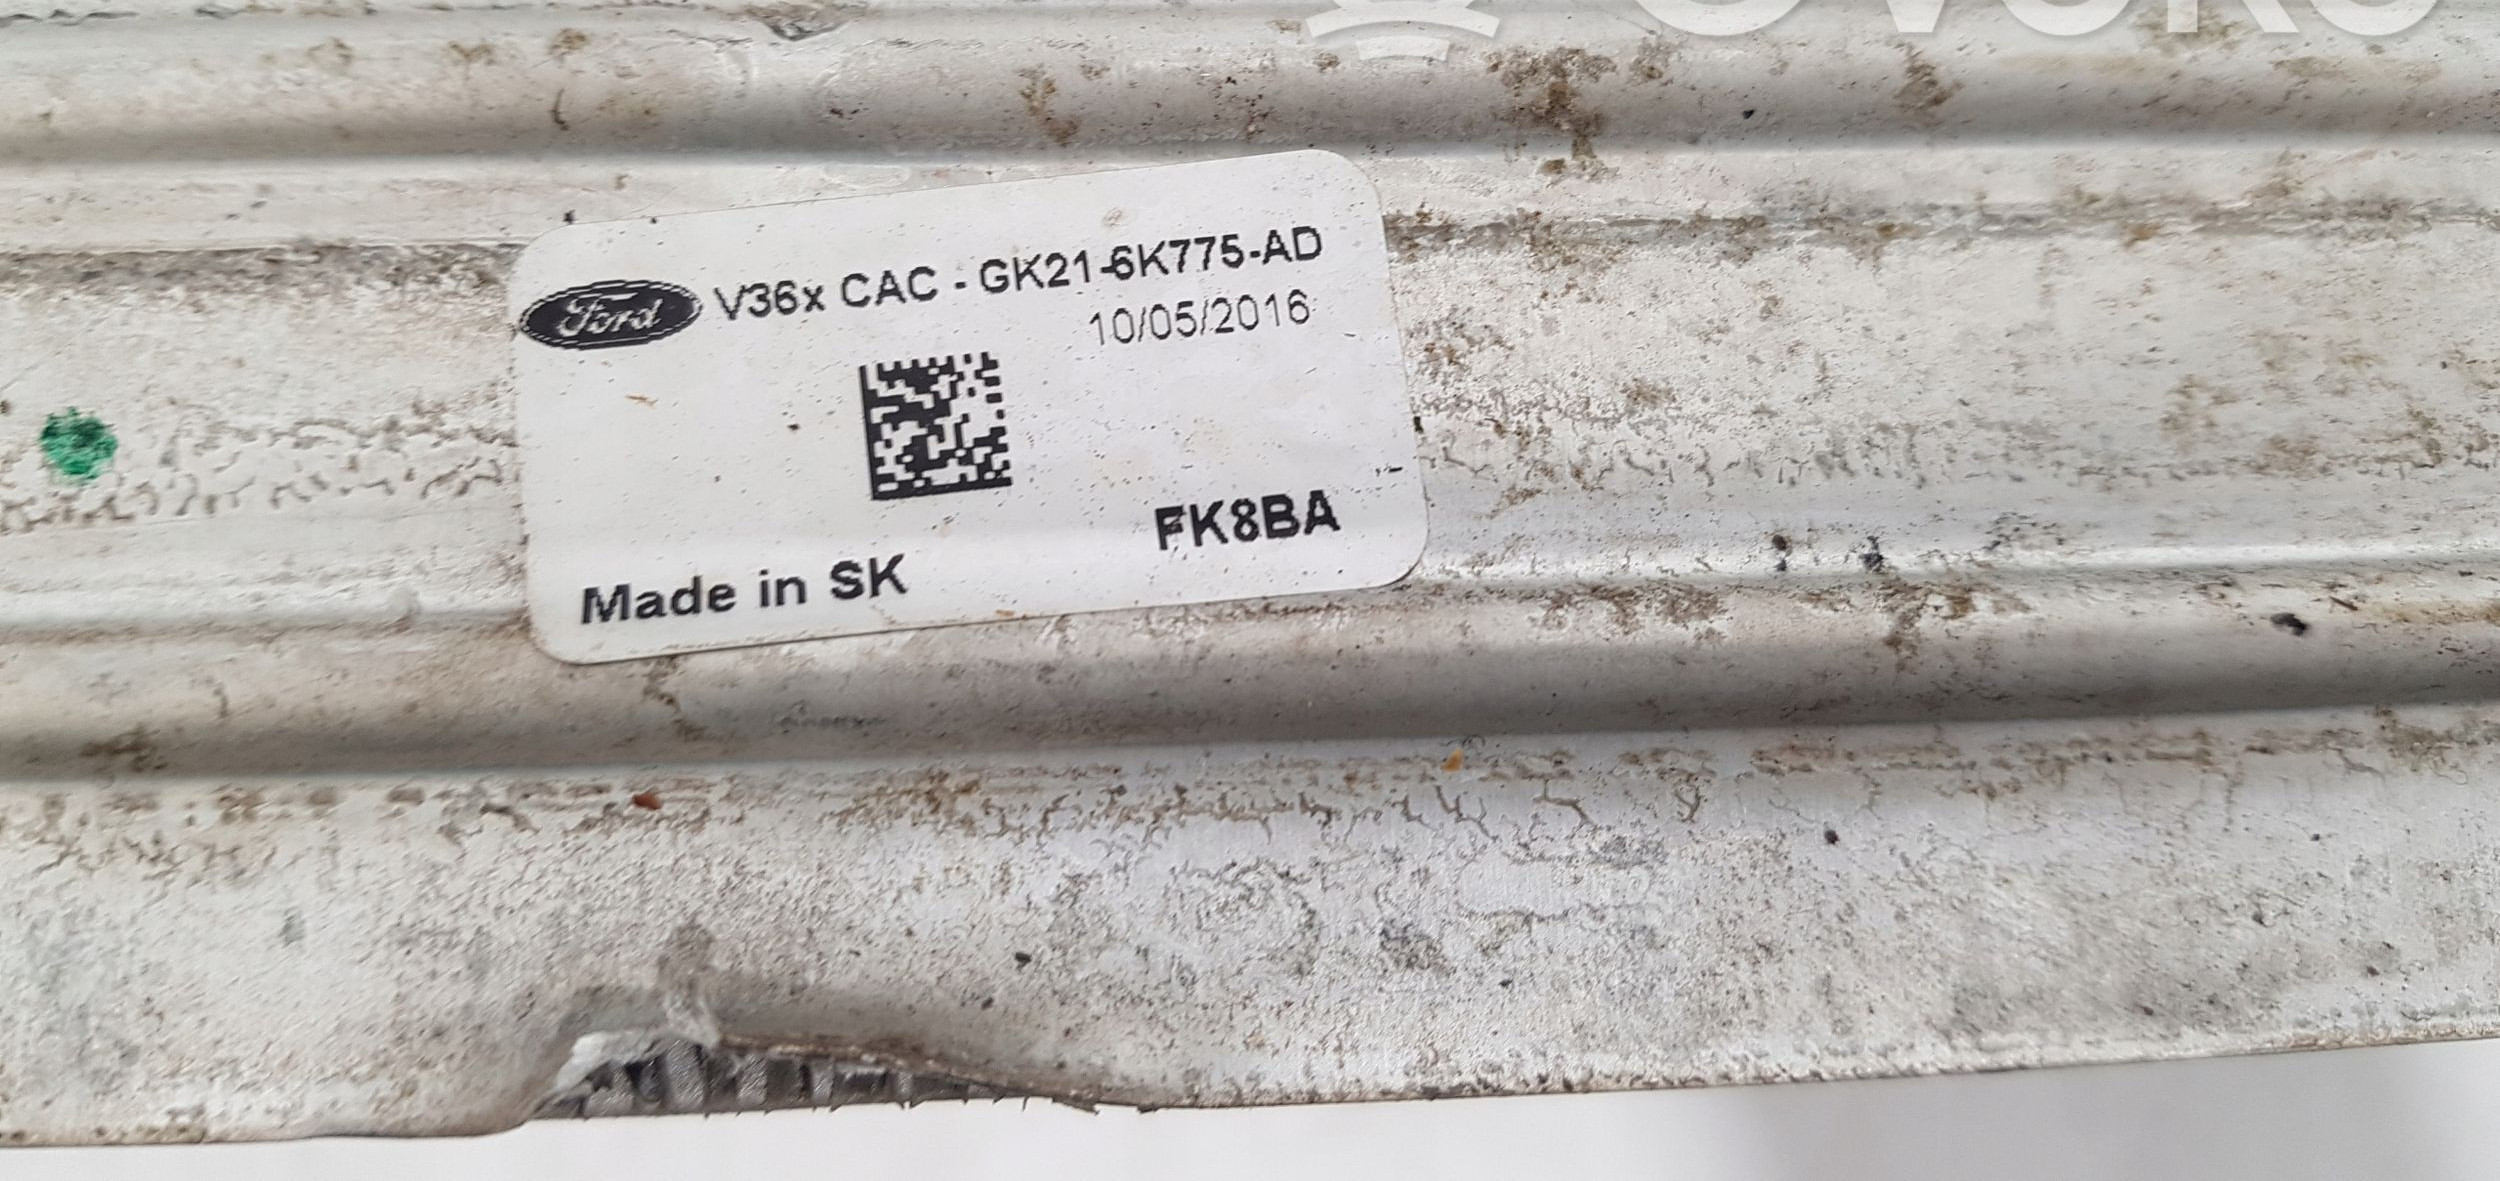 Ford V36x CAC - GK21-6K775-AD
10/05/2016
FK8BA
Made in SK